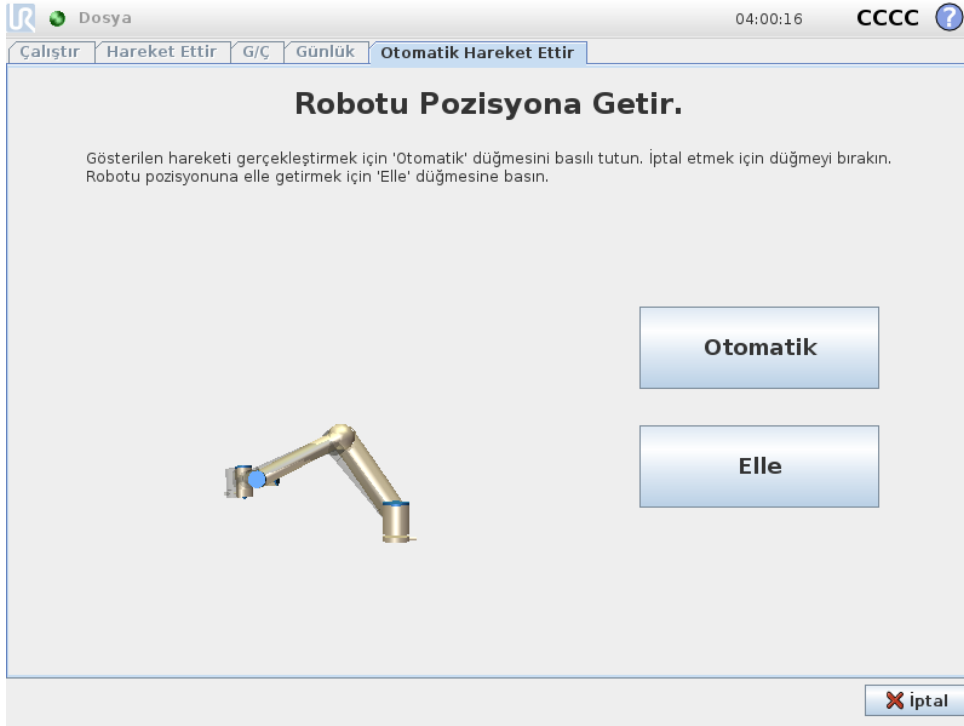 UR Dosya 04:00:16 CCCC ?
Çalıştır Hareket Ettir G/Ç Günlük Otomatik Hareket Ettir
Robotu Pozisyona Getir.
Gösterilen hareketi gerçekleştirmek için 'Otomatik' düğmesini basılı tutun. İptal etmek için düğmeyi bırakın.
Robotu pozisyonuna elle getirmek için 'Elle' düğmesine basın.
Otomatik
Elle
İptal